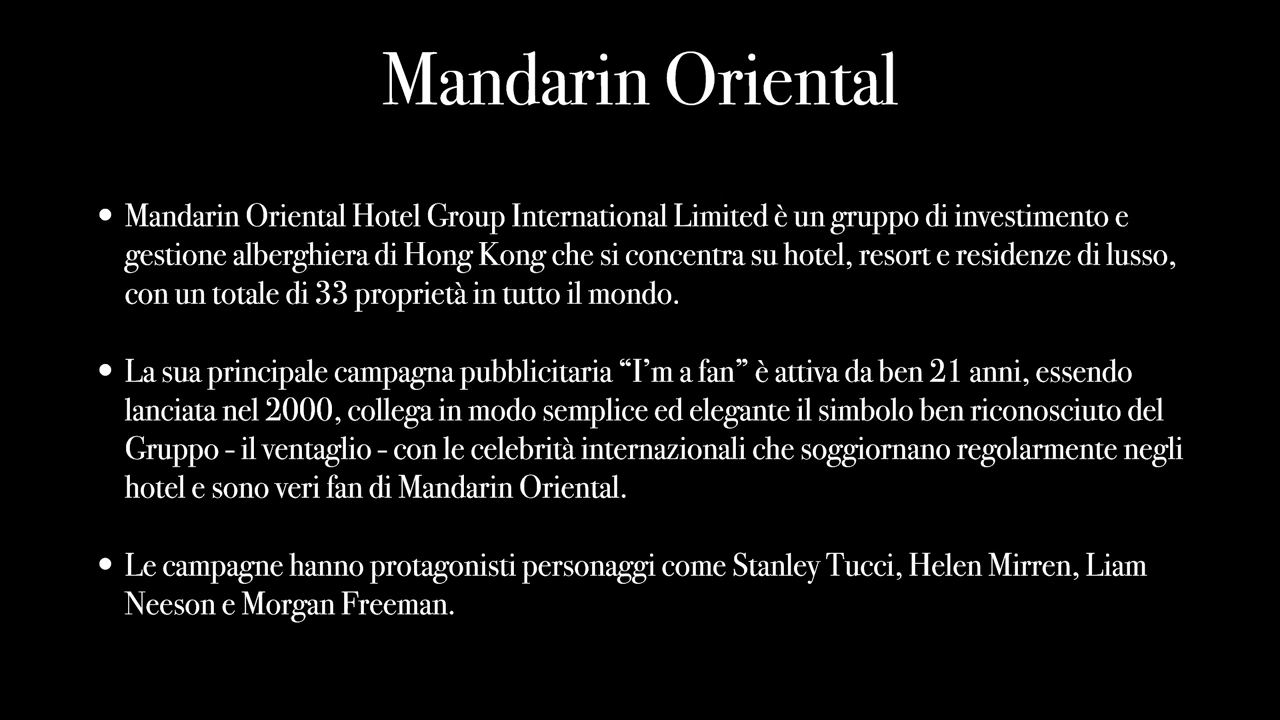 Mandarin Oriental
• Mandarin Oriental Hotel Group International Limited è un gruppo di investimento e
gestione alberghiera di Hong Kong che si concentra su hotel, resort e residenze di lusso,
con un totale di 33 proprietà in tutto il mondo.
• La sua principale campagna pubblicitaria “I’m a fan” è attiva da ben 21 anni, essendo
lanciata nel 2000, collega in modo semplice ed elegante il simbolo ben riconosciuto del
Gruppo - il ventaglio - con le celebrità internazionali che soggiornano regolarmente negli
hotel e sono veri fan di Mandarin Oriental.
• Le campagne hanno protagonisti personaggi come Stanley Tucci, Helen Mirren, Liam
Neeson e Morgan Freeman.